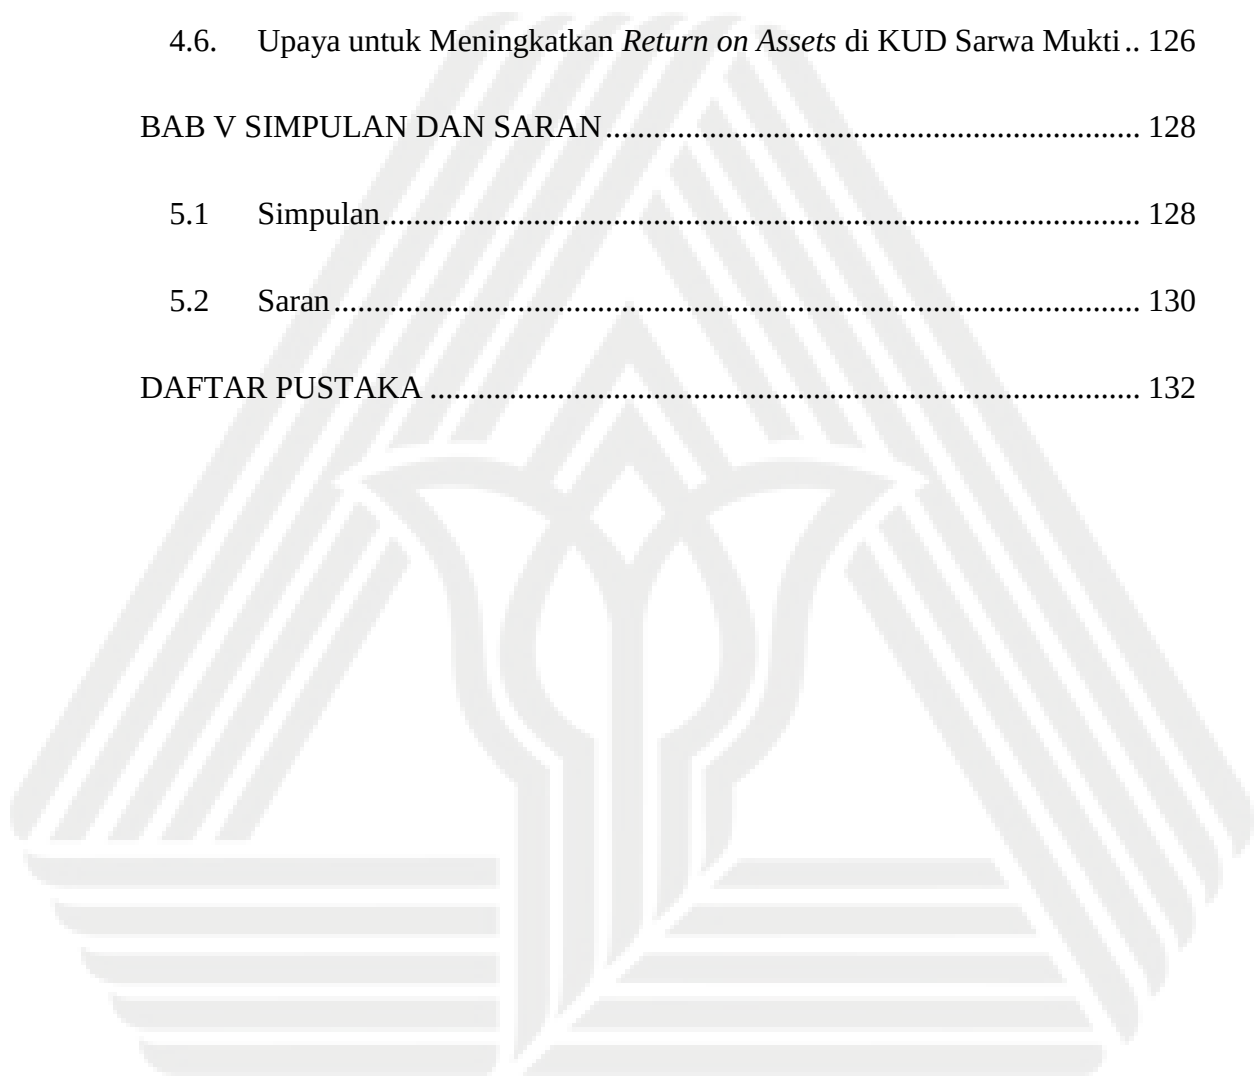 4.6. Upaya untuk Meningkatkan Return on Assets di KUD Sarwa Mukti .. 126
BAB V SIMPULAN DAN SARAN .................................................................. 128
5.1 Simpulan .............................................................................................. 128
5.2 Saran .................................................................................................... 130
DAFTAR PUSTAKA ........................................................................................ 132